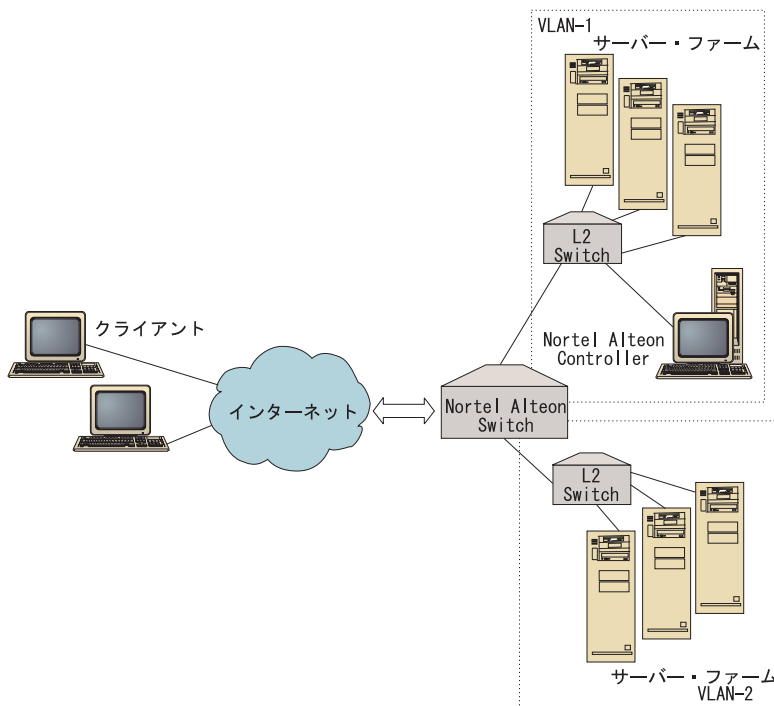 VLAN-1
サーバー・ファーム
L2
Switch
クライアント
Nortel Alteon
Controller
インターネット
Nortel Alteon
Switch
L2
Switch
サーバー・ファーム
VLAN-2